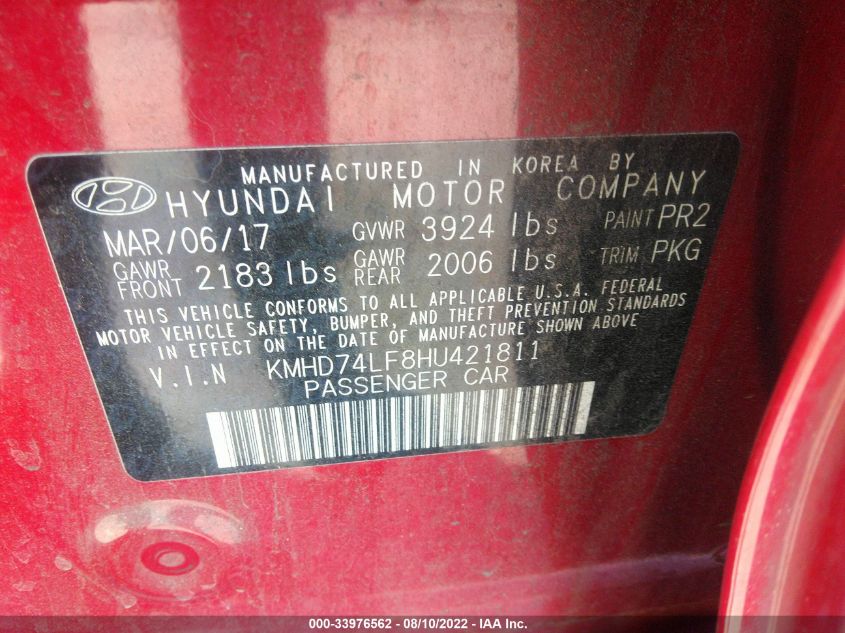 MANUFACTURED IN KOREA BY
HYUNDAI MOTOR COMPANY
MAR/06/17 GVWR 3924 lbs PAINT PR2
GAWR FRONT 2183 lbs GAWR REAR 2006 lbs TRIM PKG
THIS VEHICLE CONFORMS TO ALL APPLICABLE U.S.A. FEDERAL
MOTOR VEHICLE SAFETY, BUMPER, AND THEFT PREVENTION STANDARDS
IN EFFECT ON THE DATE OF MANUFACTURE SHOWN ABOVE
V.I.N KMHD74LF8HU421811
PASSENGER CAR
000-33976562 - 08/10/2022 - IAA Inc.